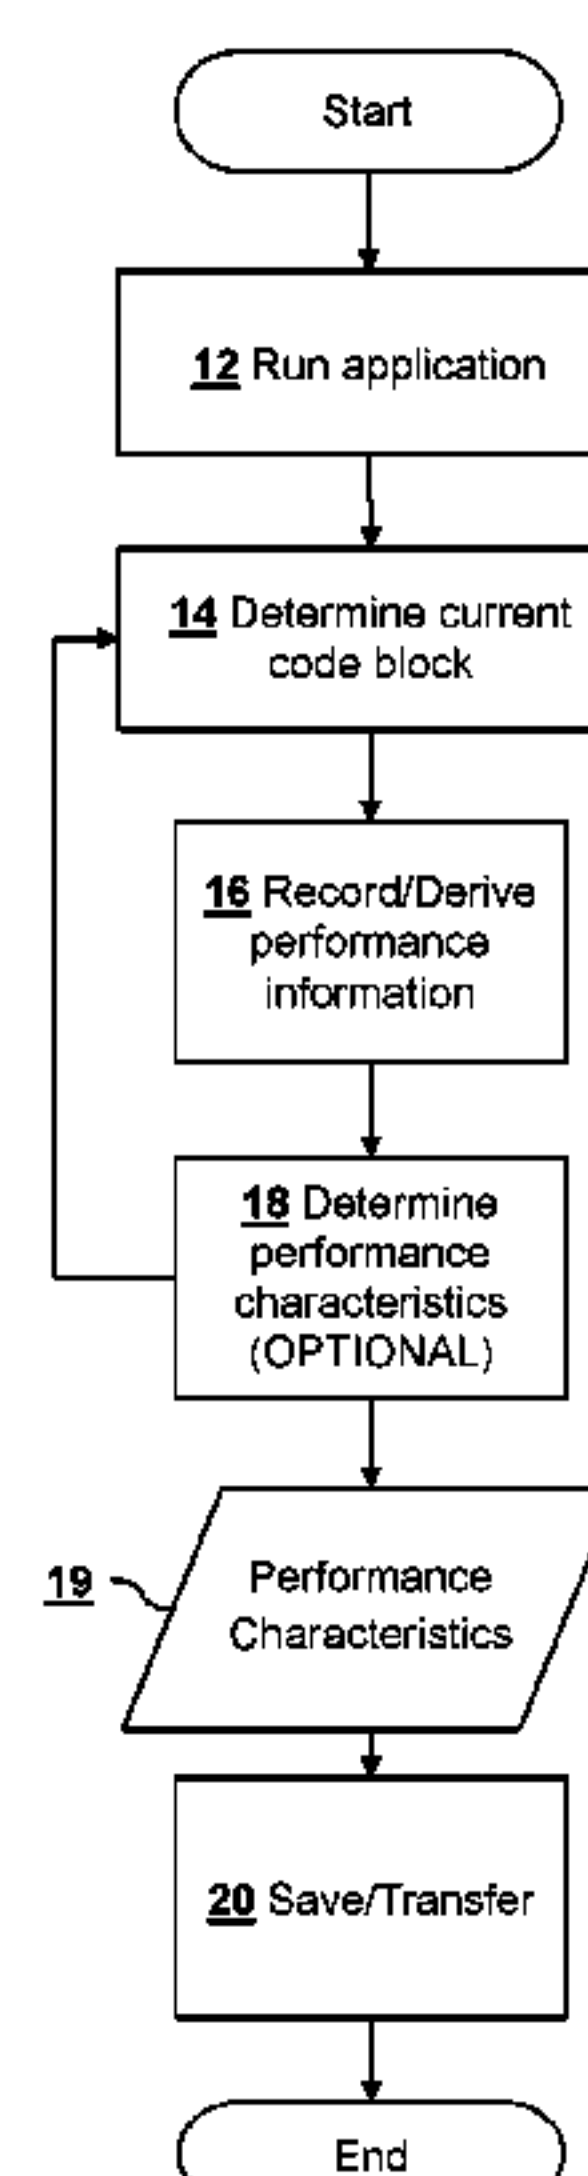 Start
12 Run application
14 Determine current
code block
16 Record/Derive
performance
information
18 Determine
performance
characteristics
(OPTIONAL)
19
Performance
Characteristics
20 Save/Transfer
End